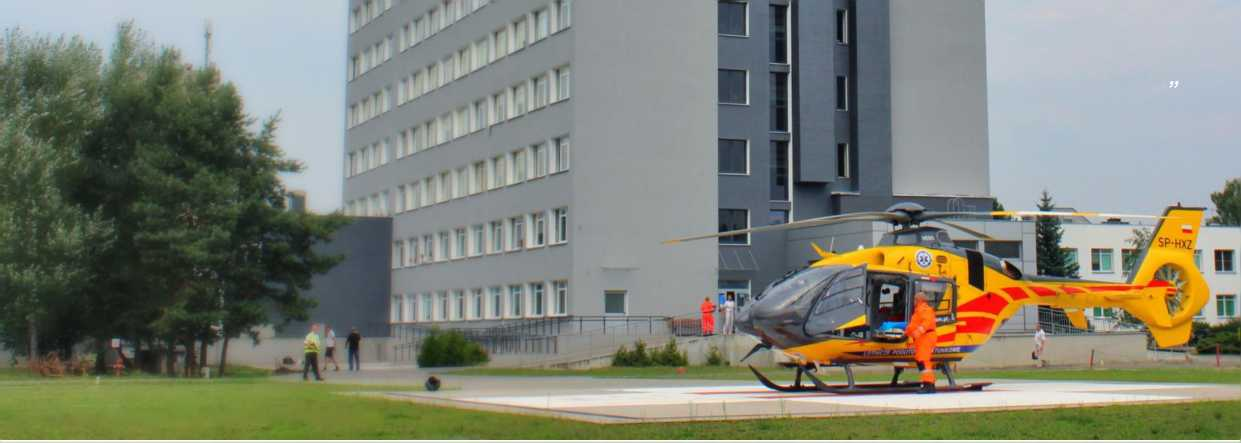 ”
SP-HXZ
LOTNICZE POGOTOWIE RATUNKOWE